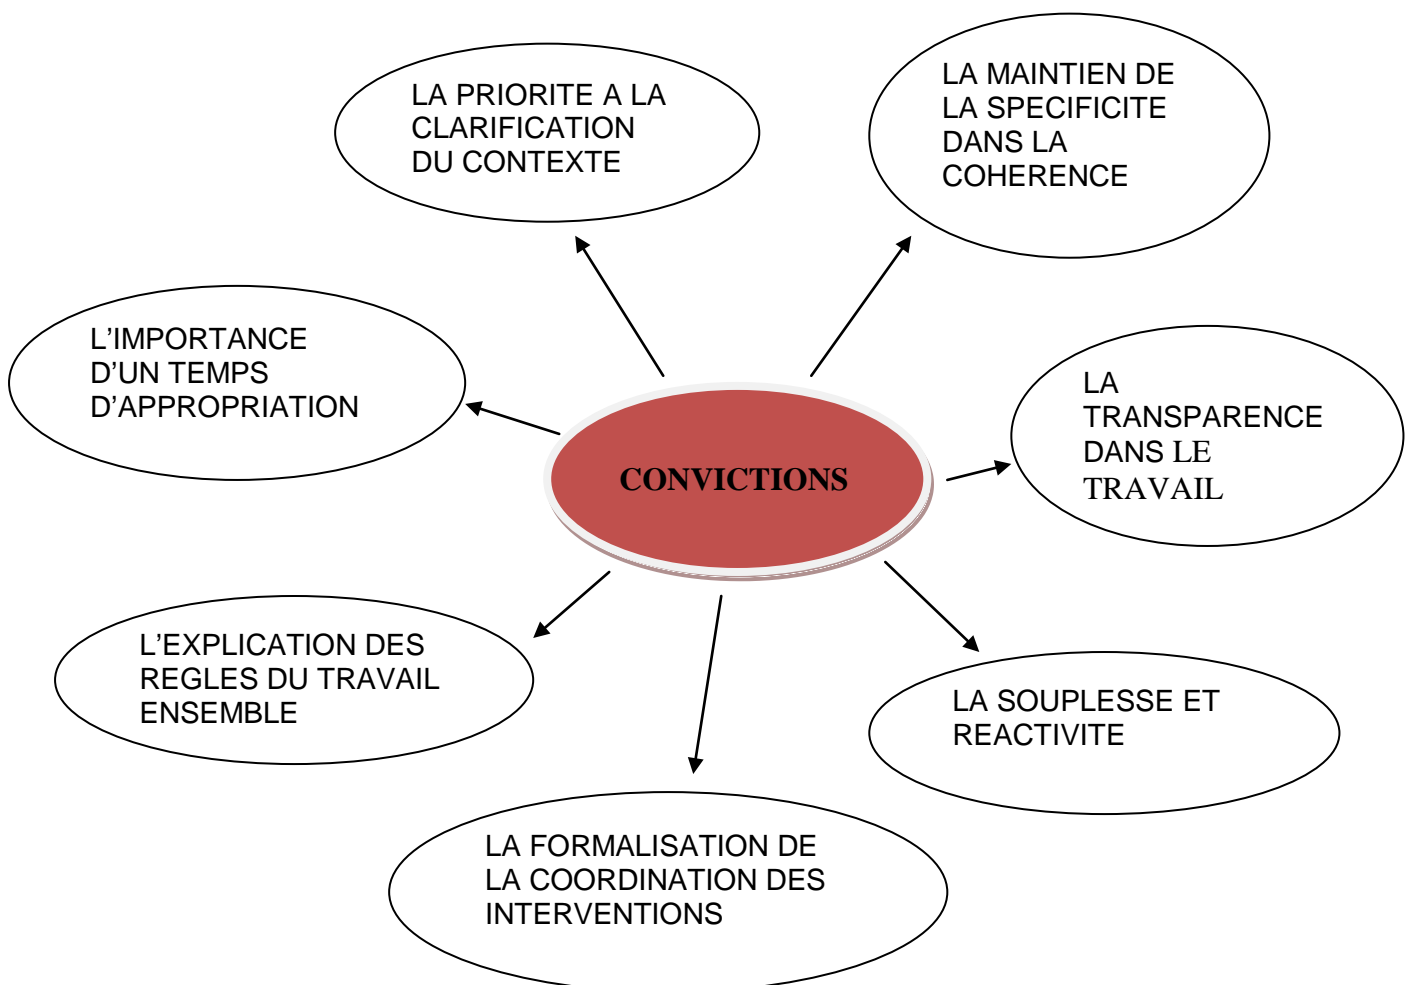 LA PRIORITE A LA
CLARIFICATION
DU CONTEXTE
LA MAINTIEN DE
LA SPECIFICITE
DANS LA
COHERENCE
L’IMPORTANCE
D’UN TEMPS
D’APPROPRIATION
LA
TRANSPARENCE
DANS LE
TRAVAIL
CONVICTIONS
L’EXPLICATION DES
REGLES DU TRAVAIL
ENSEMBLE
LA SOUPLESSE ET
REACTIVITE
LA FORMALISATION DE
LA COORDINATION DES
INTERVENTIONS